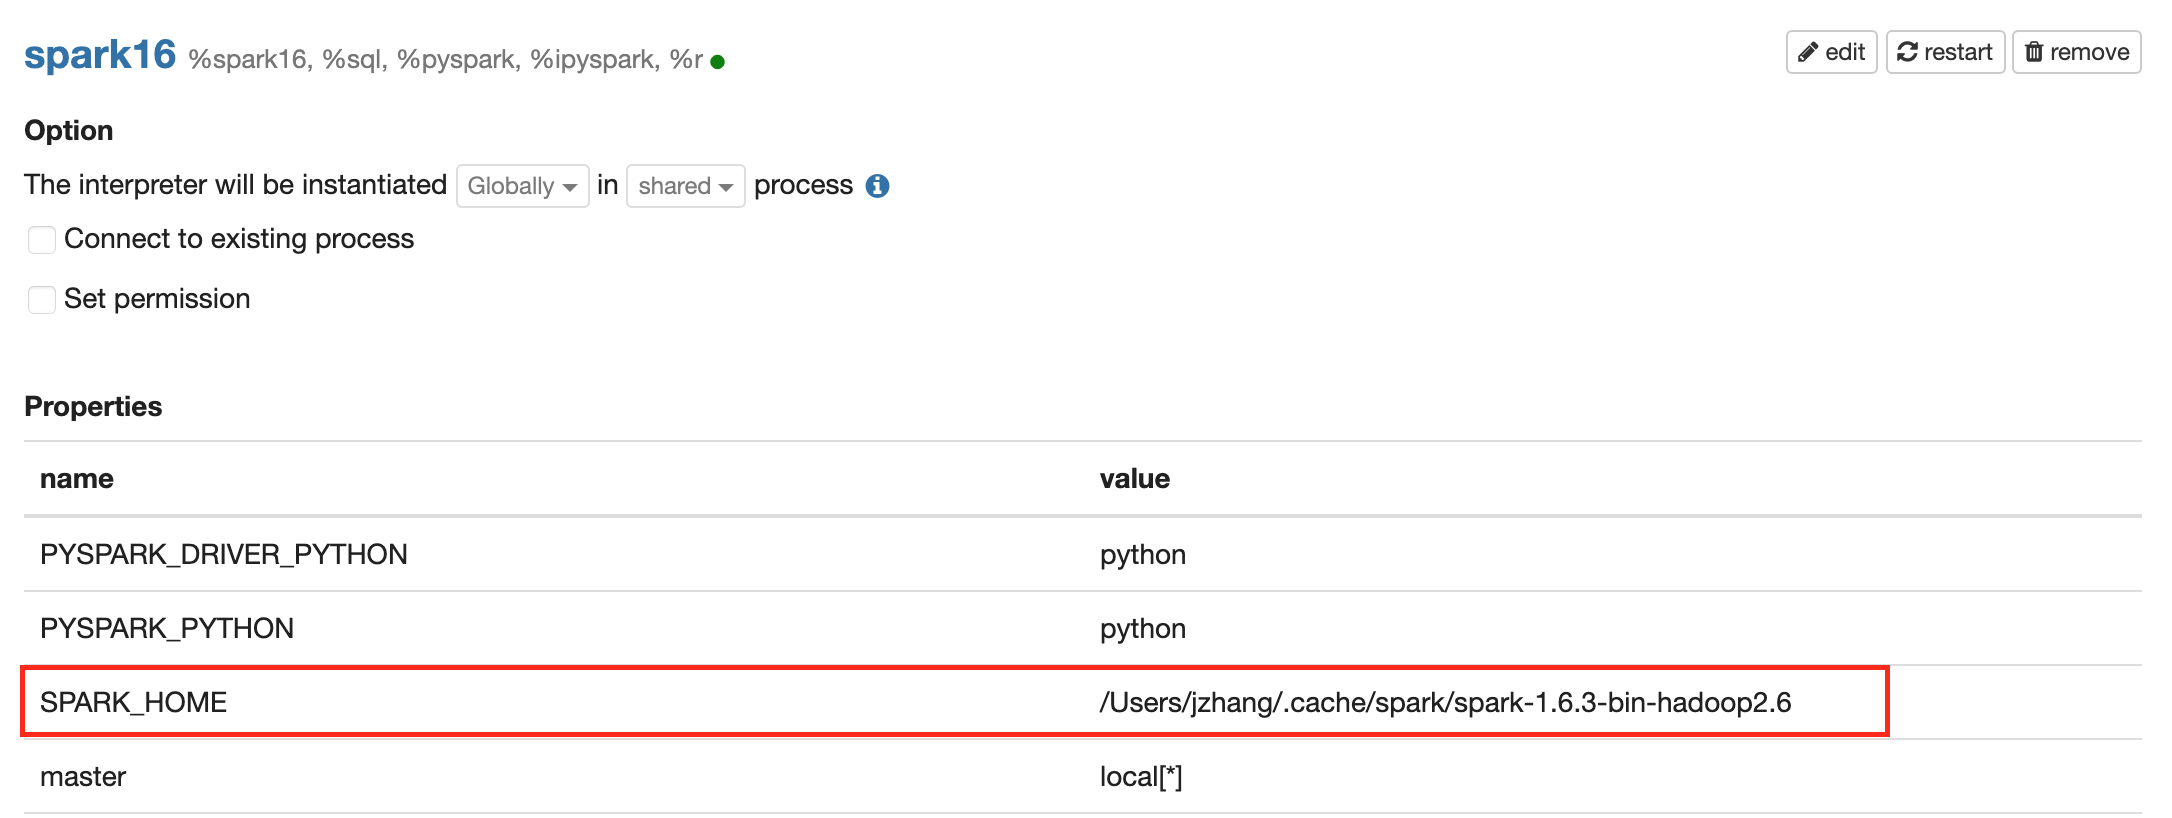 spark16 %spark16, %sql, %pyspark, %ipyspark, %r edit restart remove
Option
The interpreter will be instantiated Globally in shared process
Connect to existing process
Set permission
Properties
name value
PYSPARK_DRIVER_PYTHON python
PYSPARK_PYTHON python
SPARK_HOME /Users/jzhang/.cache/spark/spark-1.6.3-bin-hadoop2.6
master local[*]